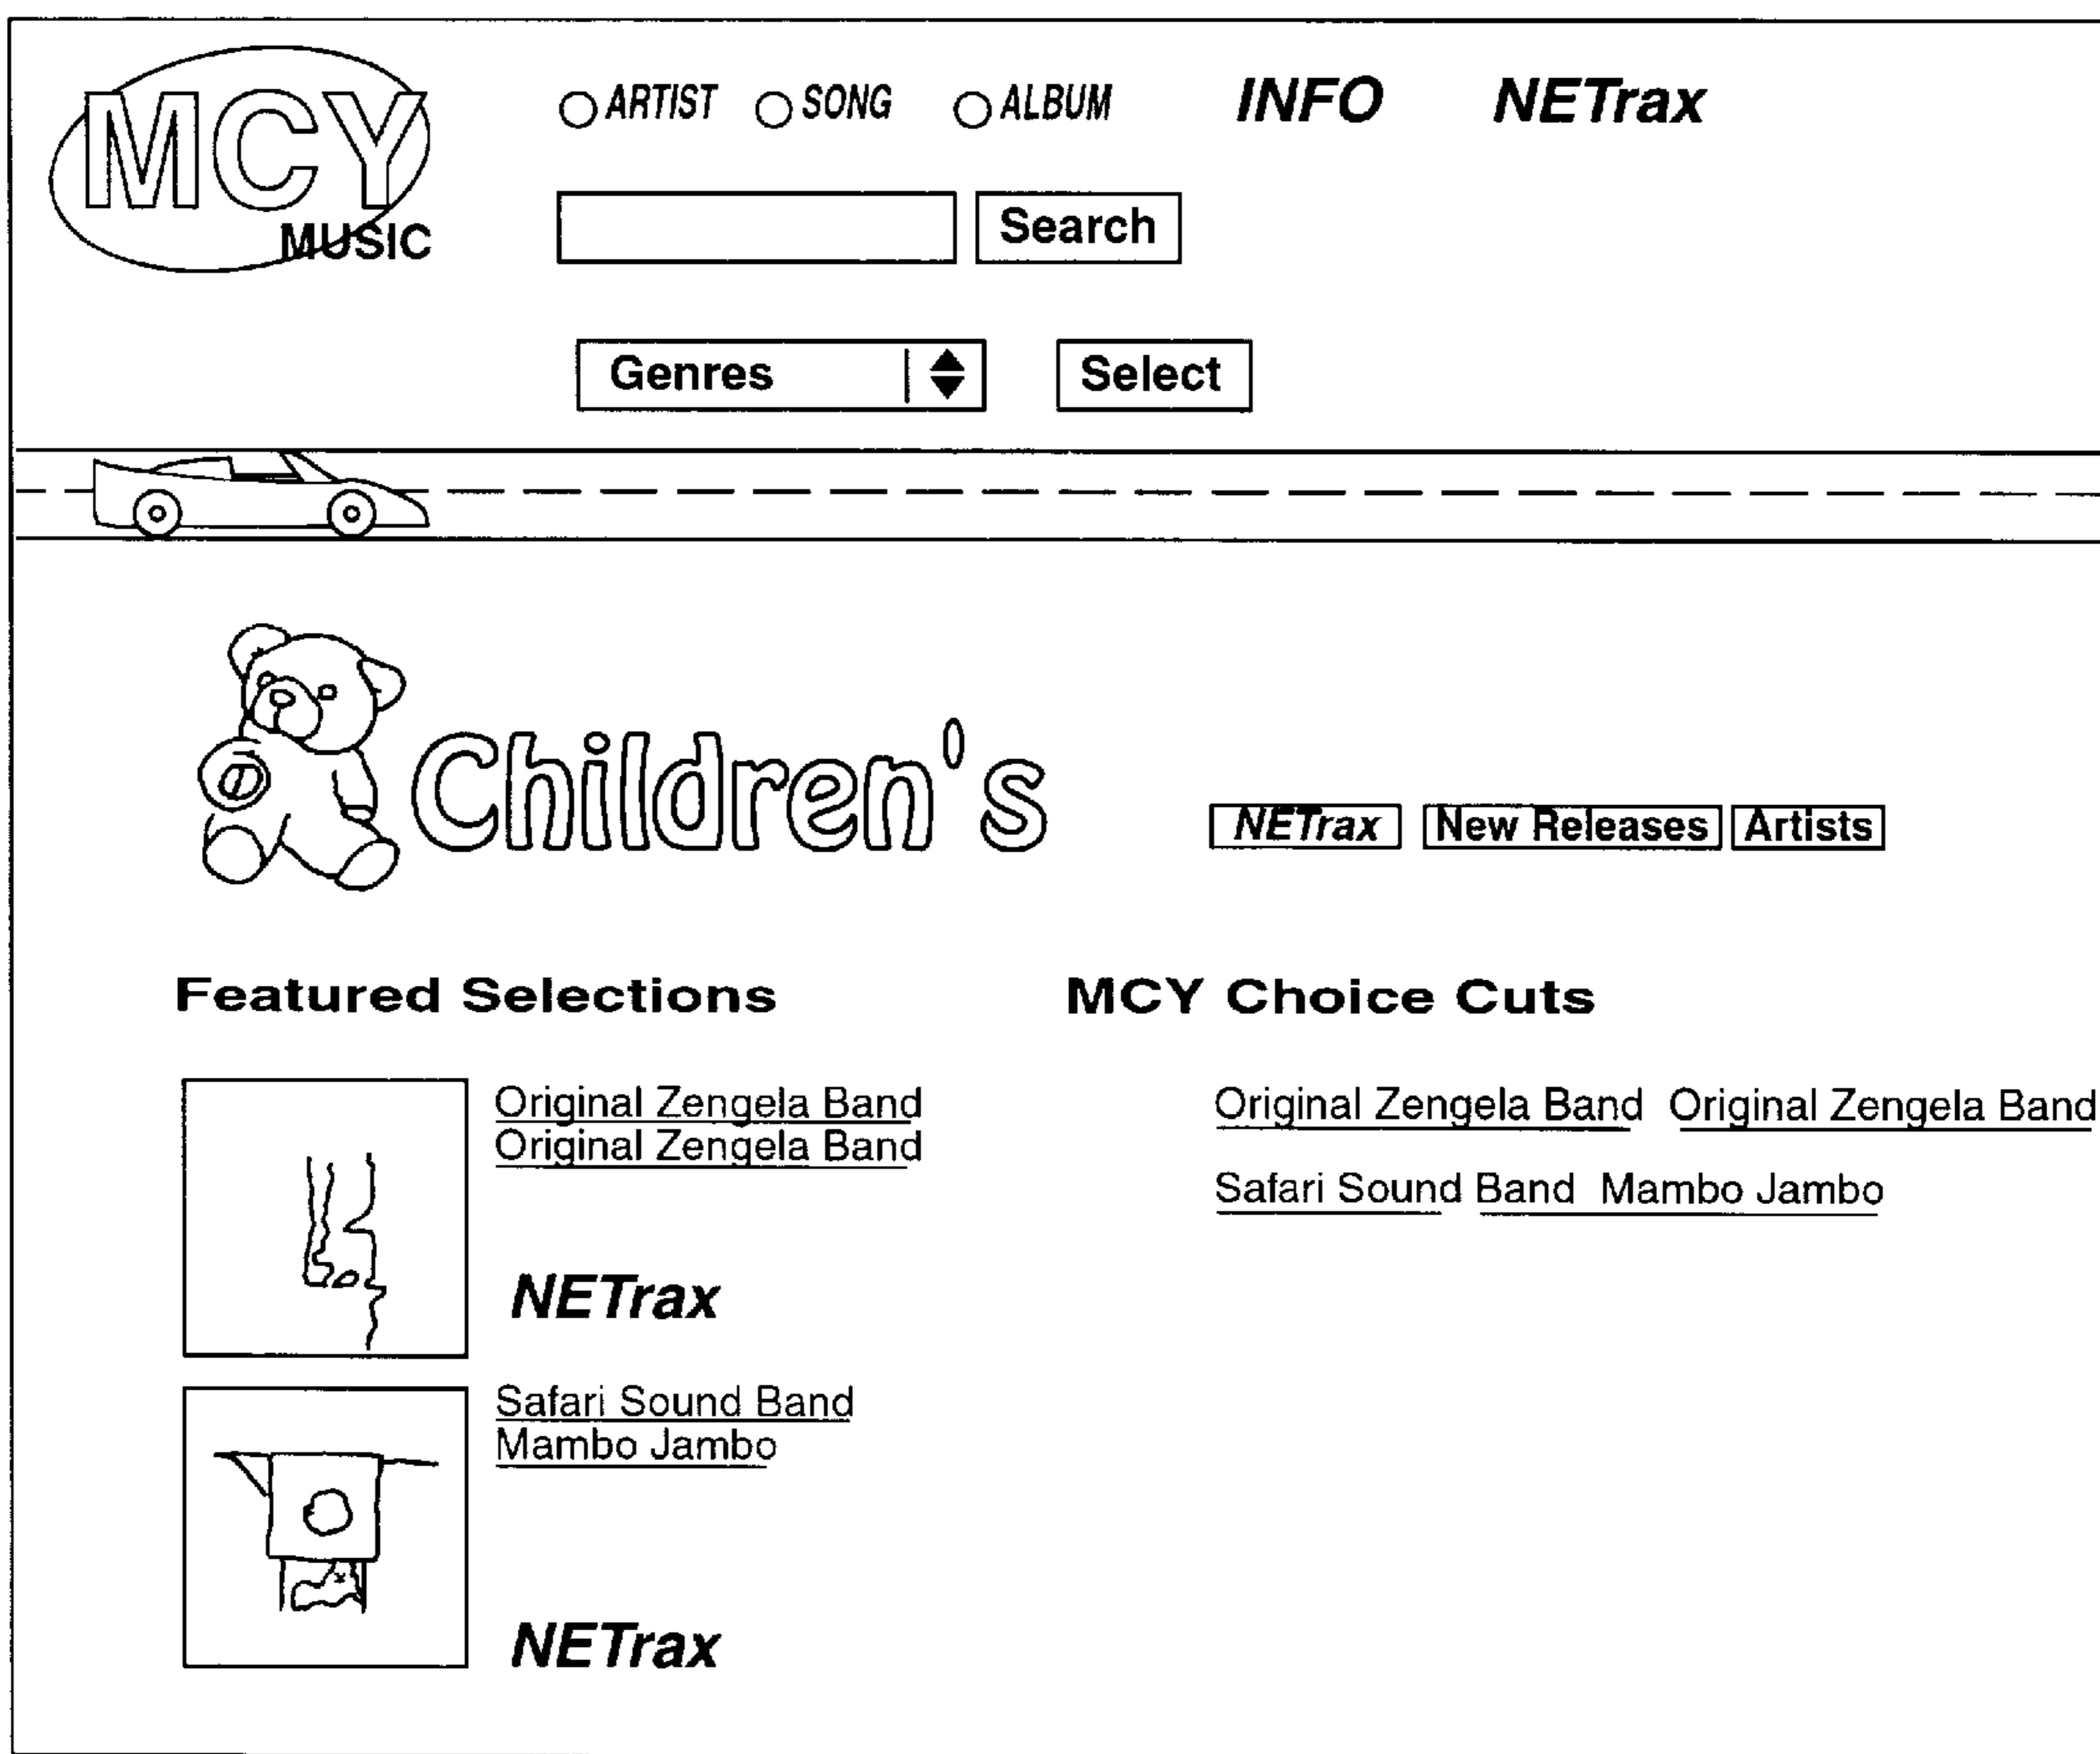 MCY
MUSIC
ARTIST SONG ALBUM INFO NETrax
Search
Genres Select
Children's
NETrax New Releases Artists
Featured Selections MCY Choice Cuts
Original Zengela Band Original Zengela Band Original Zengela Band
Original Zengela Band
Safari Sound Band Mambo Jambo
NETrax
Safari Sound Band
Mambo Jambo
NETrax